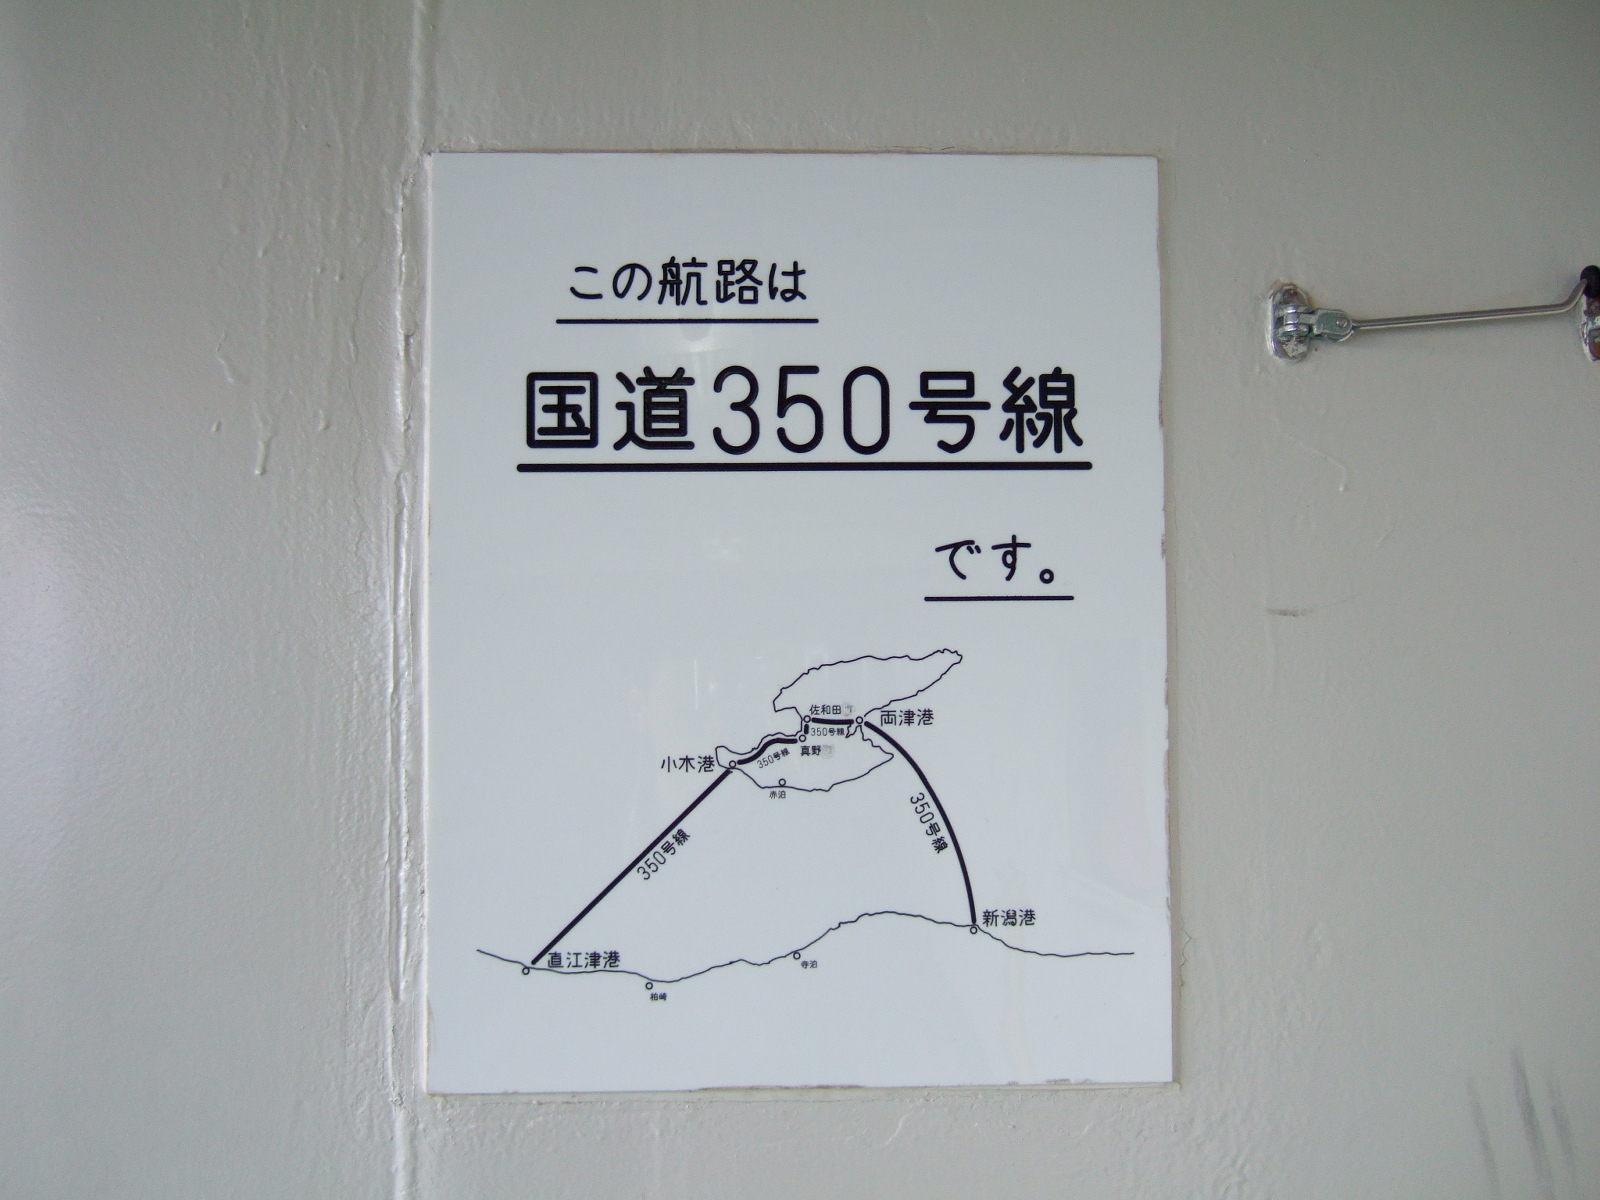 この航路は
国道350号線
です。
佐和田
両津港
350号線
真野
小木港
350号線
赤泊
350号線
350号線
新潟港
直江津港
寺泊
柏崎